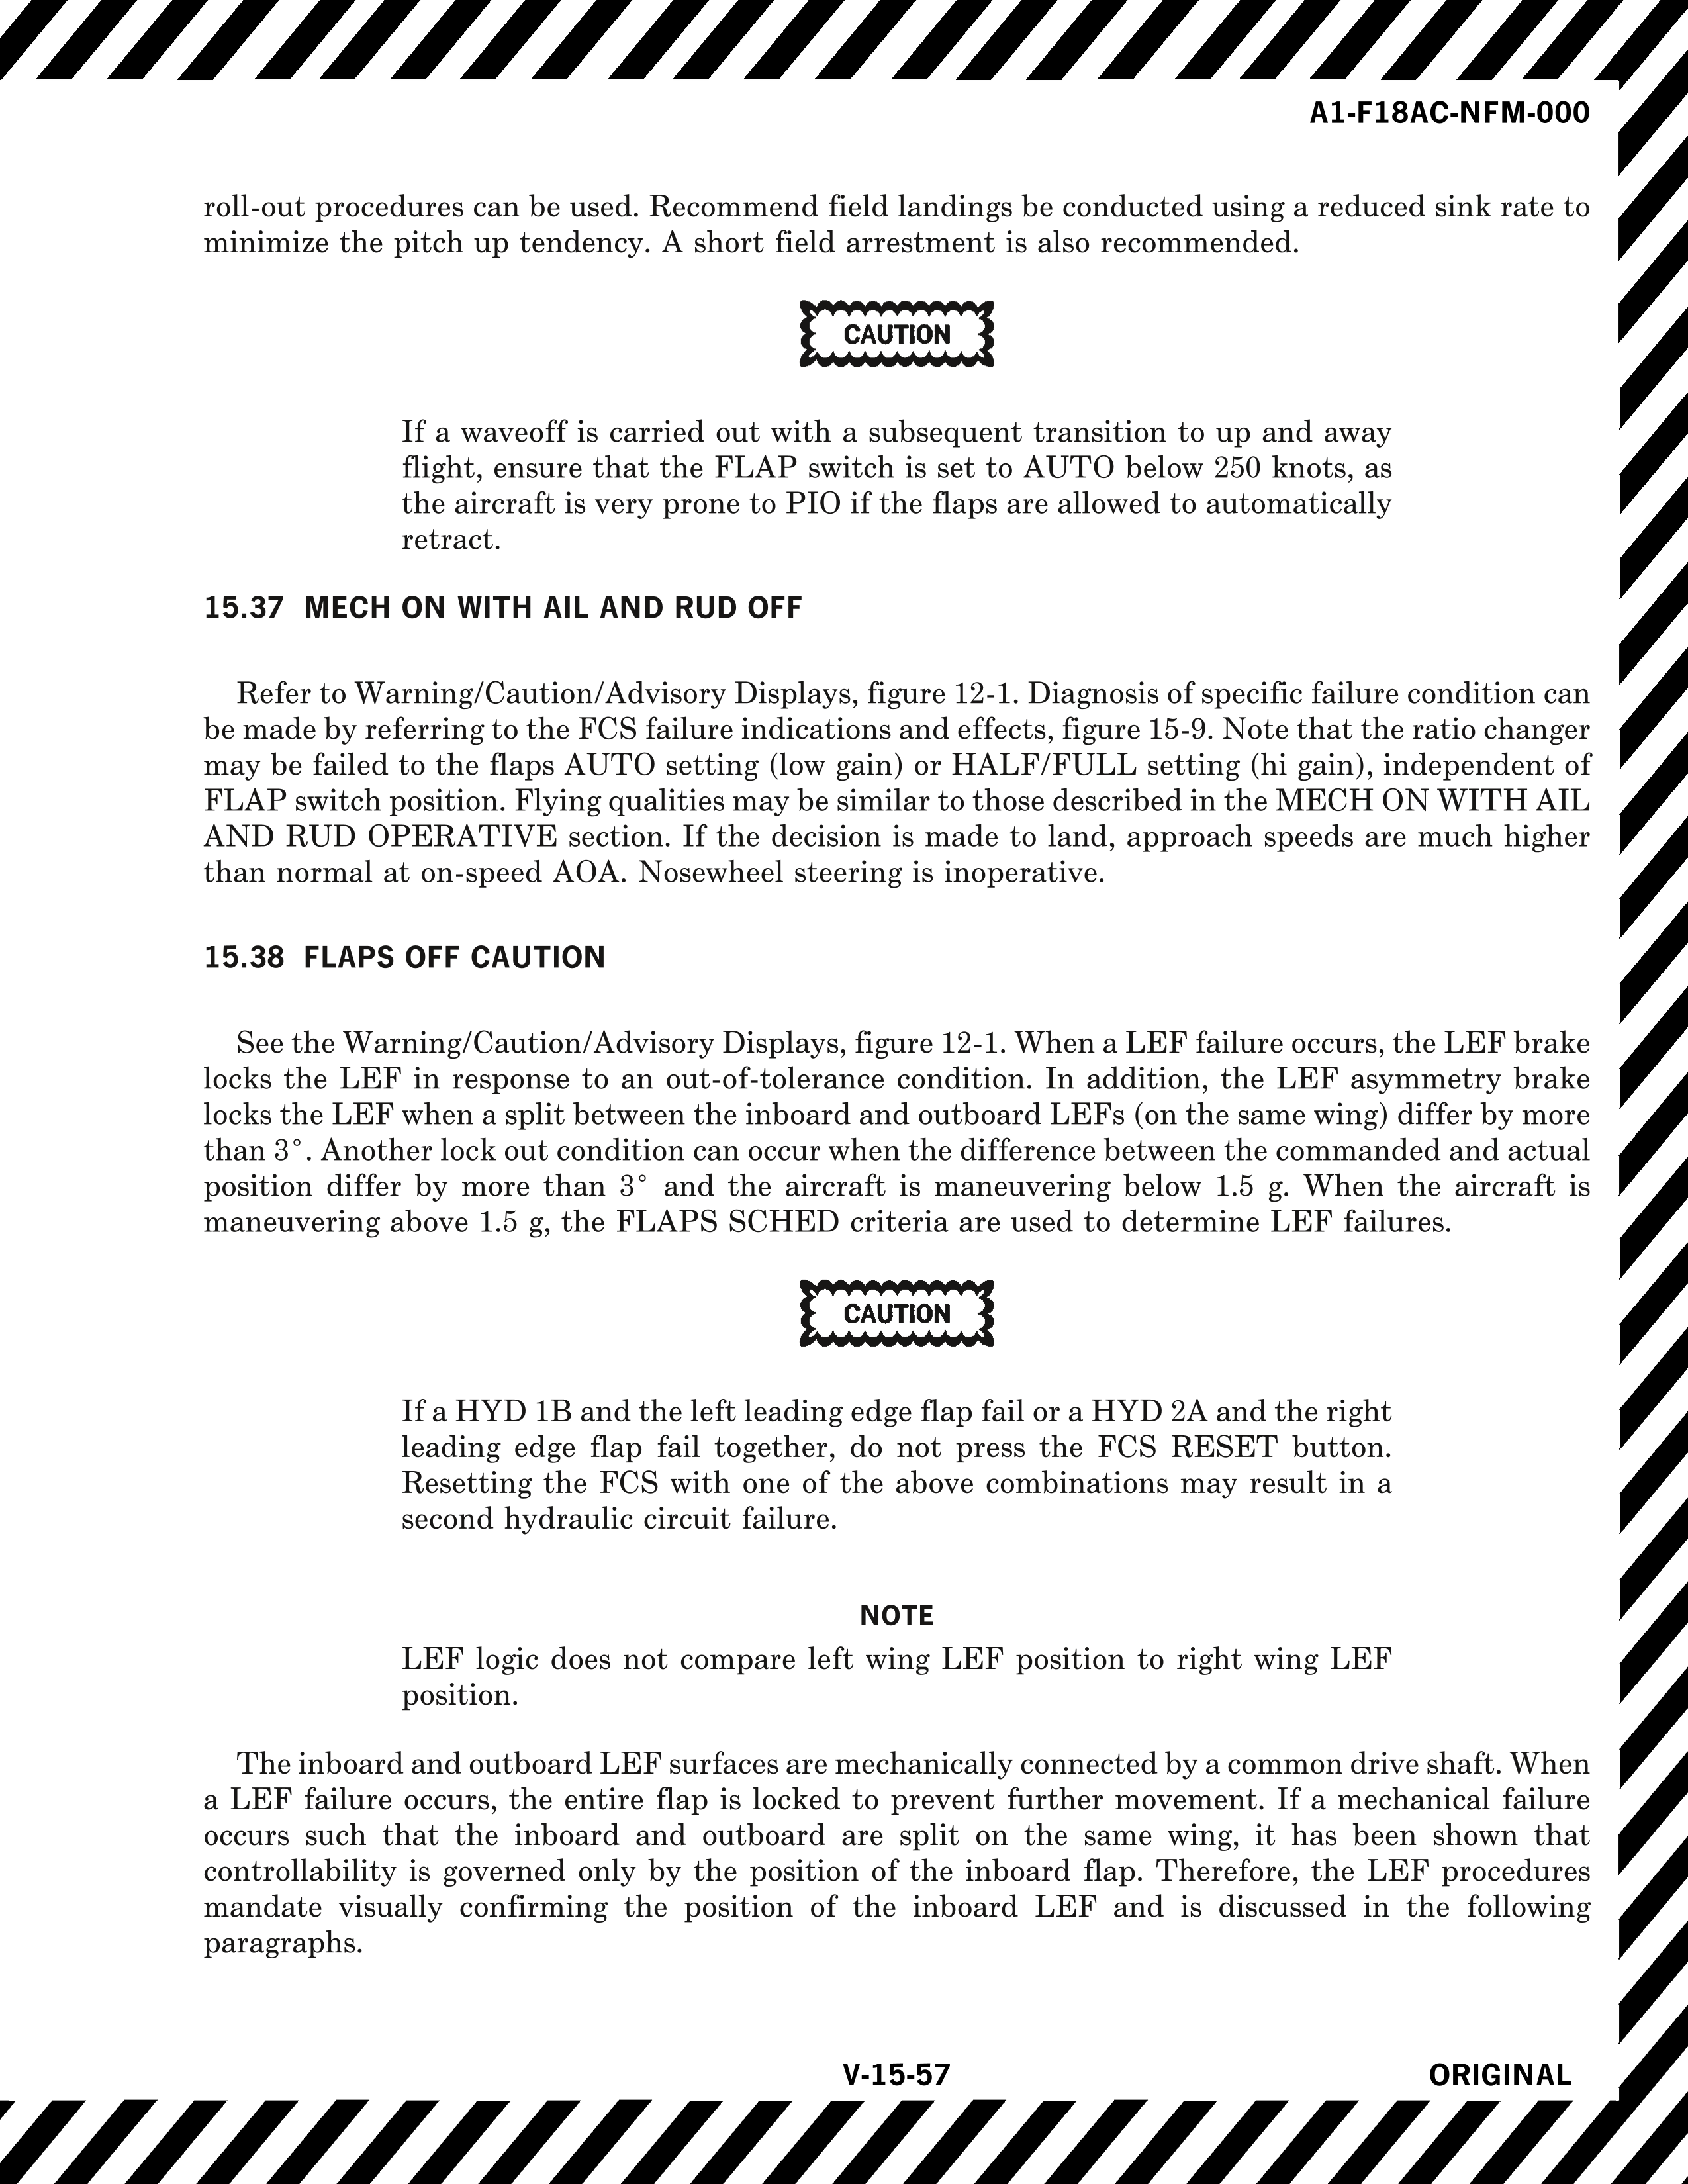 A1-F18AC-NFM-000
roll-out procedures can be used. Recommend field landings be conducted using a reduced sink rate to
minimize the pitch up tendency. A short field arrestment is also recommended.
CAUTION
If a waveoff is carried out with a subsequent transition to up and away
flight, ensure that the FLAP switch is set to AUTO below 250 knots, as
the aircraft is very prone to PIO if the flaps are allowed to automatically
retract.
15.37 MECH ON WITH AIL AND RUD OFF
Refer to Warning/Caution/Advisory Displays, figure 12-1. Diagnosis of specific failure condition can
be made by referring to the FCS failure indications and effects, figure 15-9. Note that the ratio changer
may be failed to the flaps AUTO setting (low gain) or HALF/FULL setting (hi gain), independent of
FLAP switch position. Flying qualities may be similar to those described in the MECH ON WITH AIL
AND RUD OPERATIVE section. If the decision is made to land, approach speeds are much higher
than normal at on-speed AOA. Nosewheel steering is inoperative.
15.38 FLAPS OFF CAUTION
See the Warning/Caution/Advisory Displays, figure 12-1. When a LEF failure occurs, the LEF brake
locks the LEF in response to an out-of-tolerance condition. In addition, the LEF asymmetry brake
locks the LEF when a split between the inboard and outboard LEFs (on the same wing) differ by more
than 3°. Another lock out condition can occur when the difference between the commanded and actual
position differ by more than 3° and the aircraft is maneuvering below 1.5 g. When the aircraft is
maneuvering above 1.5 g, the FLAPS SCHED criteria are used to determine LEF failures.
CAUTION
If a HYD 1B and the left leading edge flap fail or a HYD 2A and the right
leading edge flap fail together, do not press the FCS RESET button.
Resetting the FCS with one of the above combinations may result in a
second hydraulic circuit failure.
NOTE
LEF logic does not compare left wing LEF position to right wing LEF
position.
The inboard and outboard LEF surfaces are mechanically connected by a common drive shaft. When
a LEF failure occurs, the entire flap is locked to prevent further movement. If a mechanical failure
occurs such that the inboard and outboard are split on the same wing, it has been shown that
controllability is governed only by the position of the inboard flap. Therefore, the LEF procedures
mandate visually confirming the position of the inboard LEF and is discussed in the following
paragraphs.
V-15-57
ORIGINAL